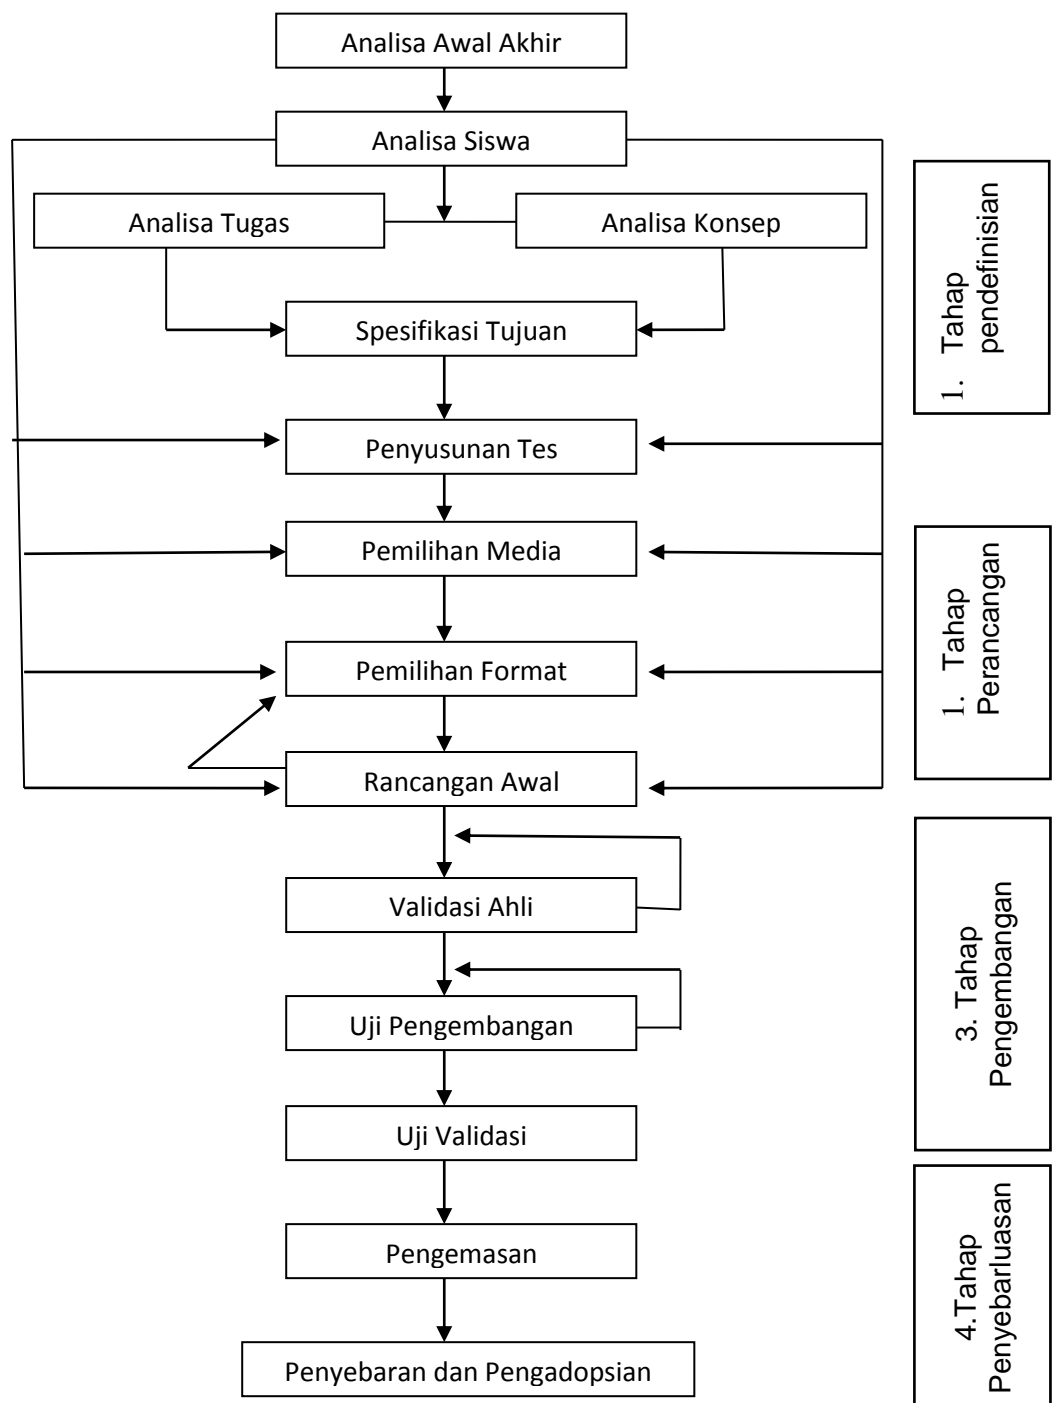 Analisa Awal Akhir
Analisa Siswa
Analisa Tugas
Analisa Konsep
Spesifikasi Tujuan
Penyusunan Tes
Pemilihan Media
Pemilihan Format
Rancangan Awal
Validasi Ahli
Uji Pengembangan
Uji Validasi
Pengemasan
Penyebaran dan Pengadopsian
1. Tahap
pendefinisian
1. Tahap
Perancangan
3. Tahap
Pengembangan
4.Tahap
Penyebarluasan